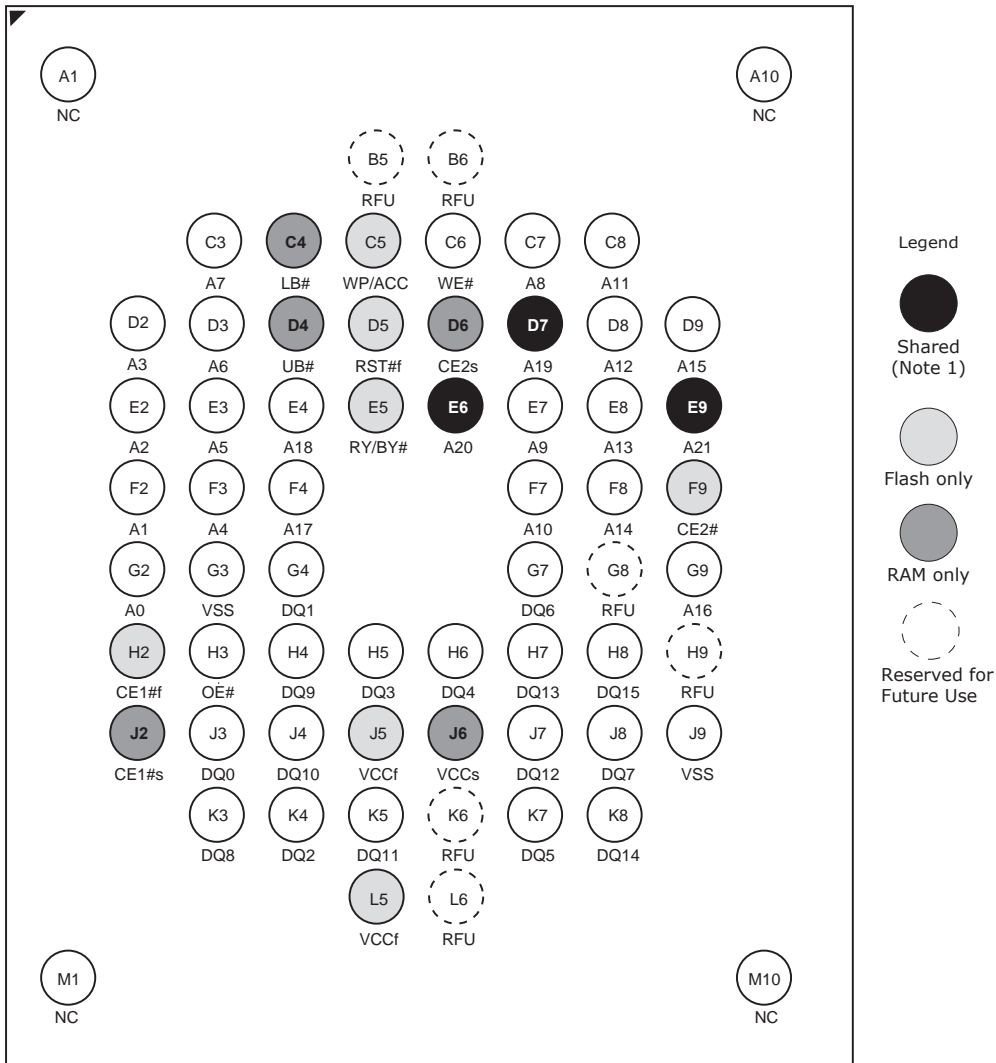 A1 A10
NC NC
B5 B6
RFU RFU
C3 C4 C5 C6 C7 C8
A7 LB# WP/ACC WE# A8 A11
D2 D3 D4 D5 D6 D7 D8 D9
A3 A6 UB# RST#f CE2s A19 A12 A15
E2 E3 E4 E5 E6 E7 E8 E9
A2 A5 A18 RY/BY# A20 A9 A13 A21
F2 F3 F4 F7 F8 F9
A1 A4 A17 A10 A14 CE2#
G2 G3 G4 G7 G8 G9
A0 VSS DQ1 DQ6 RFU A16
H2 H3 H4 H5 H6 H7 H8 H9
CE1#f OE# DQ9 DQ3 DQ4 DQ13 DQ15 RFU
J2 J3 J4 J5 J6 J7 J8 J9
CE1#s DQ0 DQ10 VCCf VCCs DQ12 DQ7 VSS
K3 K4 K5 K6 K7 K8
DQ8 DQ2 DQ11 RFU DQ5 DQ14
L5 L6
VCCf RFU
M1 M10
NC NC
Legend
Shared
(Note 1)
Flash only
RAM only
Reserved for
Future Use